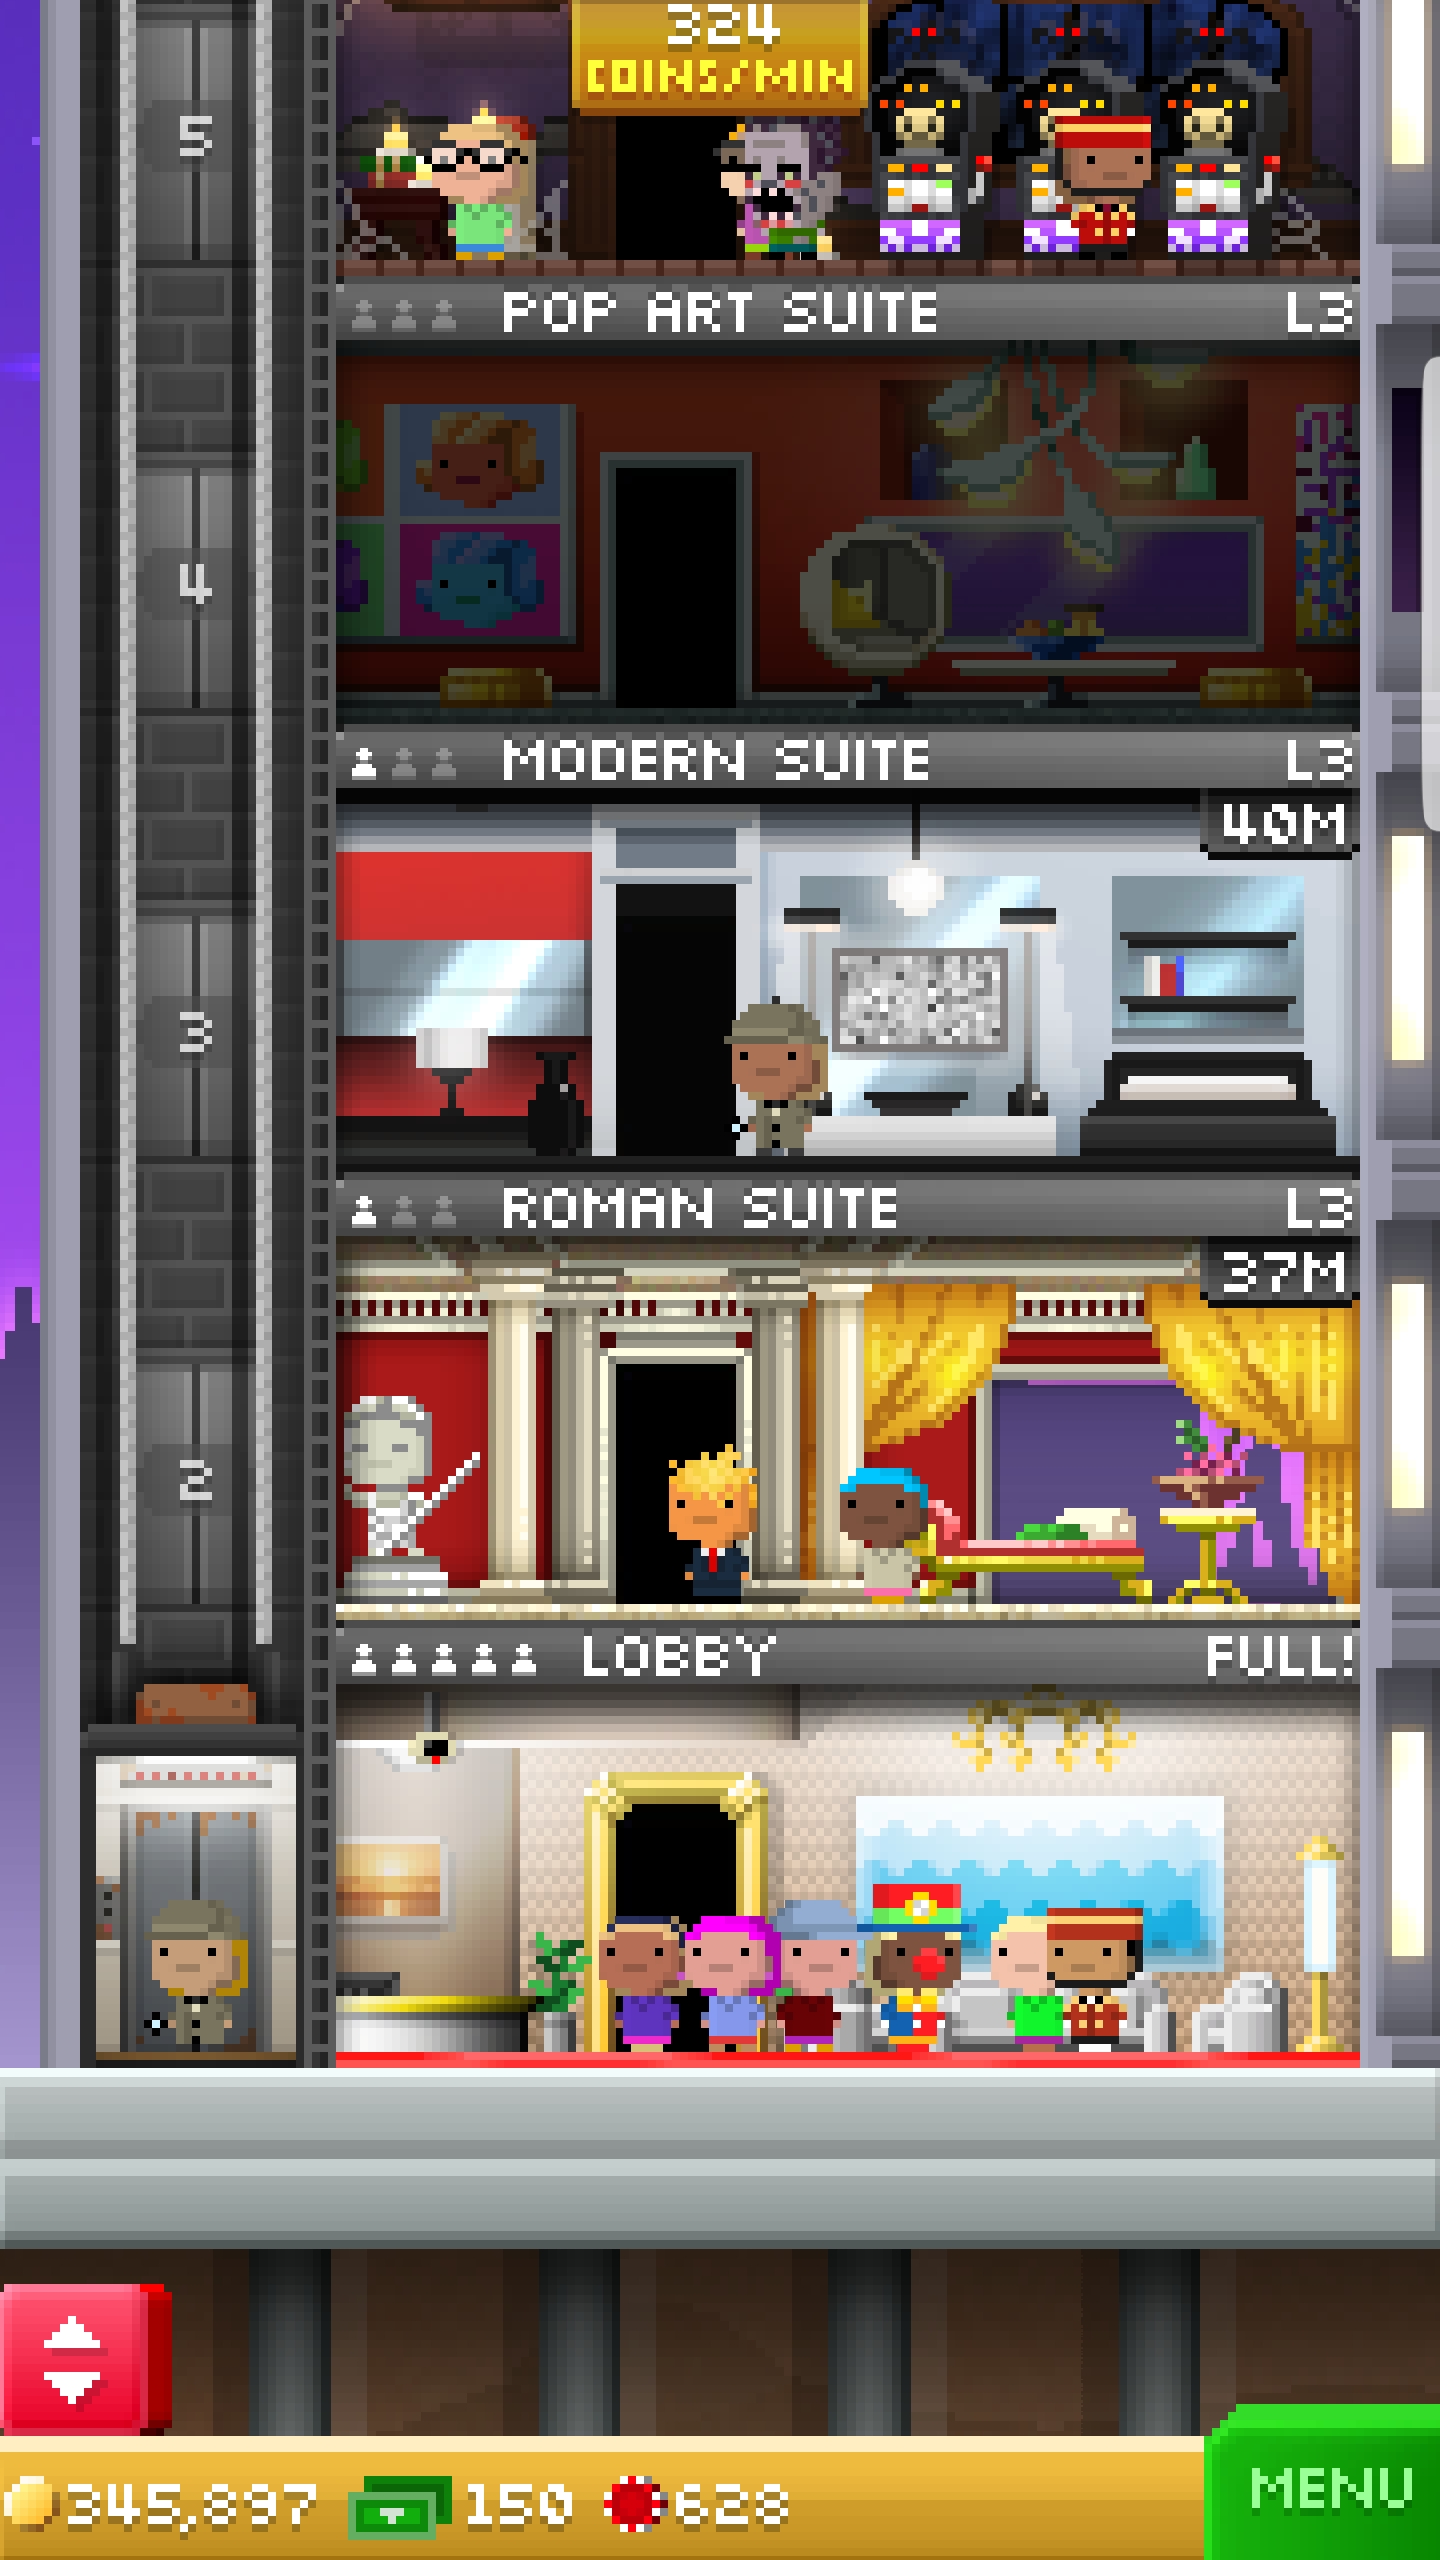 324
COINS/MIN
5
POP ART SUITE L3
4
MODERN SUITE L3
40M
3
ROMAN SUITE L3
37M
2
LOBBY FULL!
345,897 150 628
MENU